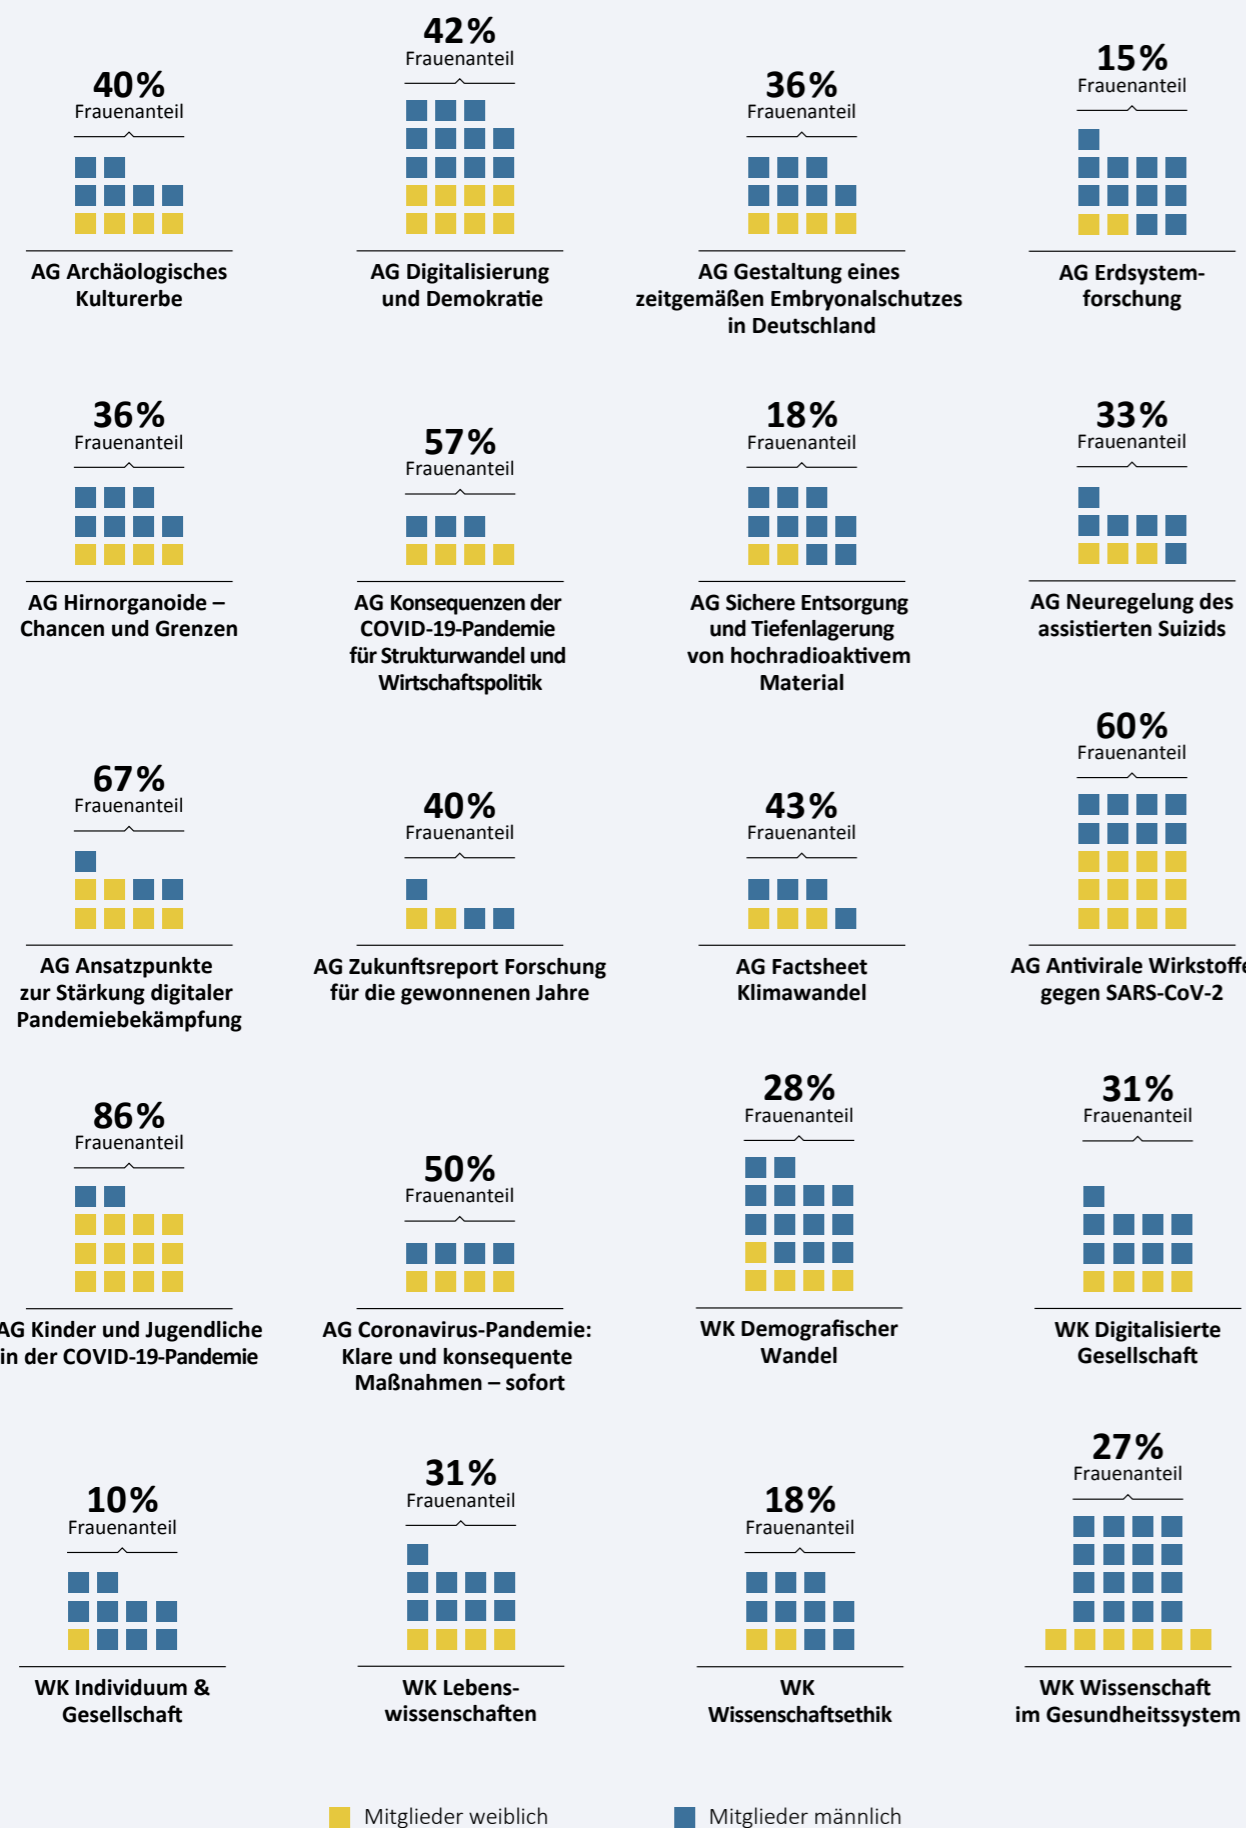 40%
Frauenanteil
AG Archäologisches
Kulturerbe
42%
Frauenanteil
AG Digitalisierung
und Demokratie
36%
Frauenanteil
AG Gestaltung eines
zeitgemäßen Embryonalschutzes
in Deutschland
15%
Frauenanteil
AG Erdsystem-
forschung
36%
Frauenanteil
AG Hirnorganoide –
Chancen und Grenzen
57%
Frauenanteil
AG Konsequenzen der
COVID-19-Pandemie
für Strukturwandel und
Wirtschaftspolitik
18%
Frauenanteil
AG Sichere Entsorgung
und Tiefenlagerung
von hochradioaktivem
Material
33%
Frauenanteil
AG Neuregelung des
assistierten Suizids
67%
Frauenanteil
AG Ansatzpunkte
zur Stärkung digitaler
Pandemiebekämpfung
40%
Frauenanteil
AG Zukunftsreport Forschung
für die gewonnenen Jahre
43%
Frauenanteil
AG Factsheet
Klimawandel
60%
Frauenanteil
AG Antivirale Wirkstoffe
gegen SARS-CoV-2
86%
Frauenanteil
AG Kinder und Jugendliche
in der COVID-19-Pandemie
50%
Frauenanteil
AG Coronavirus-Pandemie:
Klare und konsequente
Maßnahmen – sofort
28%
Frauenanteil
WK Demografischer
Wandel
31%
Frauenanteil
WK Digitalisierte
Gesellschaft
10%
Frauenanteil
WK Individuum &
Gesellschaft
31%
Frauenanteil
WK Lebens-
wissenschaften
18%
Frauenanteil
WK
Wissenschaftsethik
27%
Frauenanteil
WK Wissenschaft
im Gesundheitssystem
Mitglieder weiblich
Mitglieder männlich